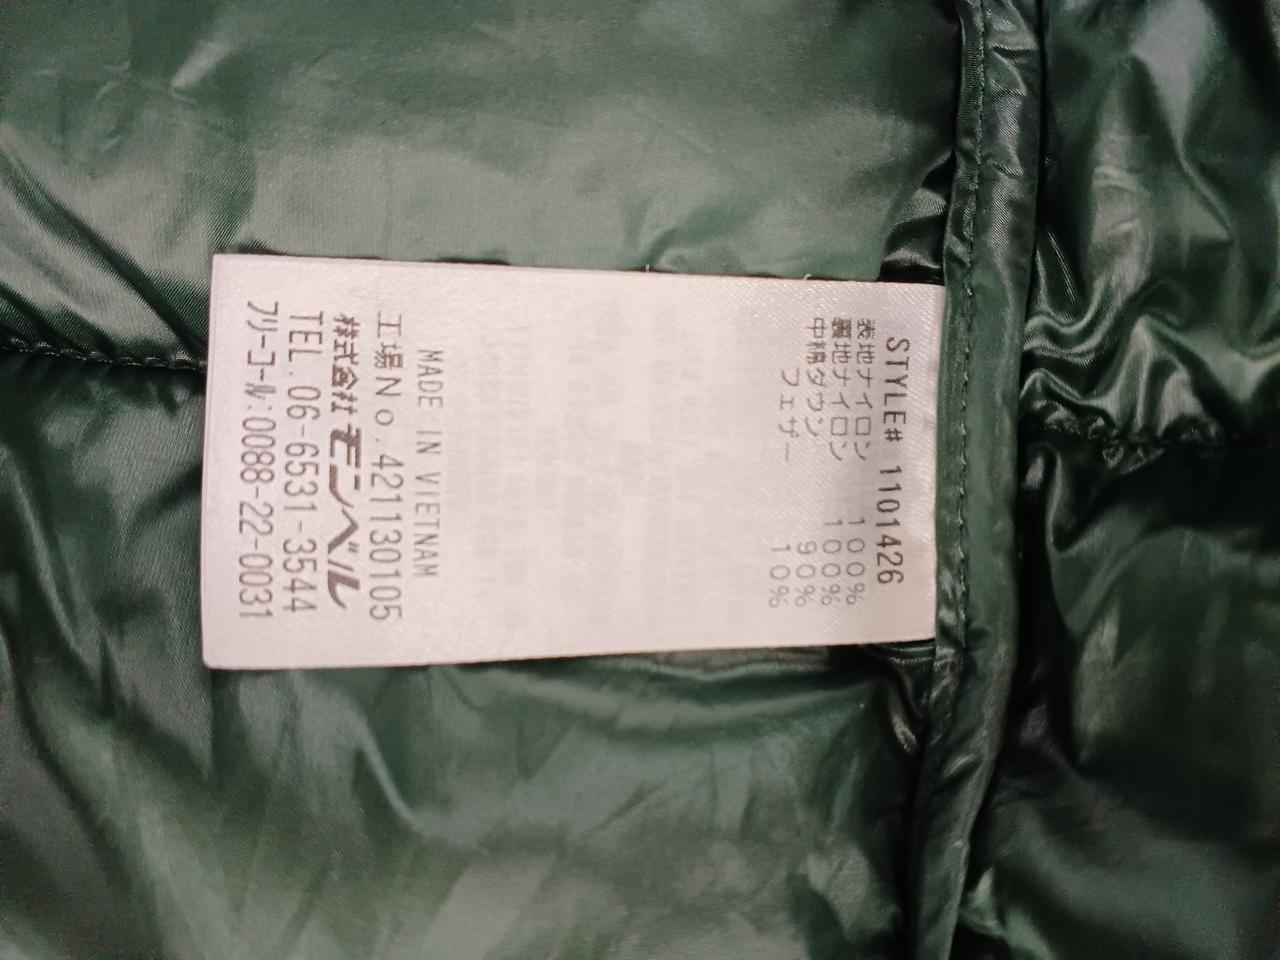 STYLE# 1101426
表地ナイロン 100%
裏地ナイロン 100%
中綿ダウン 90%
フェザー 10%
MADE IN VIETNAM
工場No. 421130105
株式会社モンベル
TEL. 06-6531-3544
フリーコール:0088-22-0031